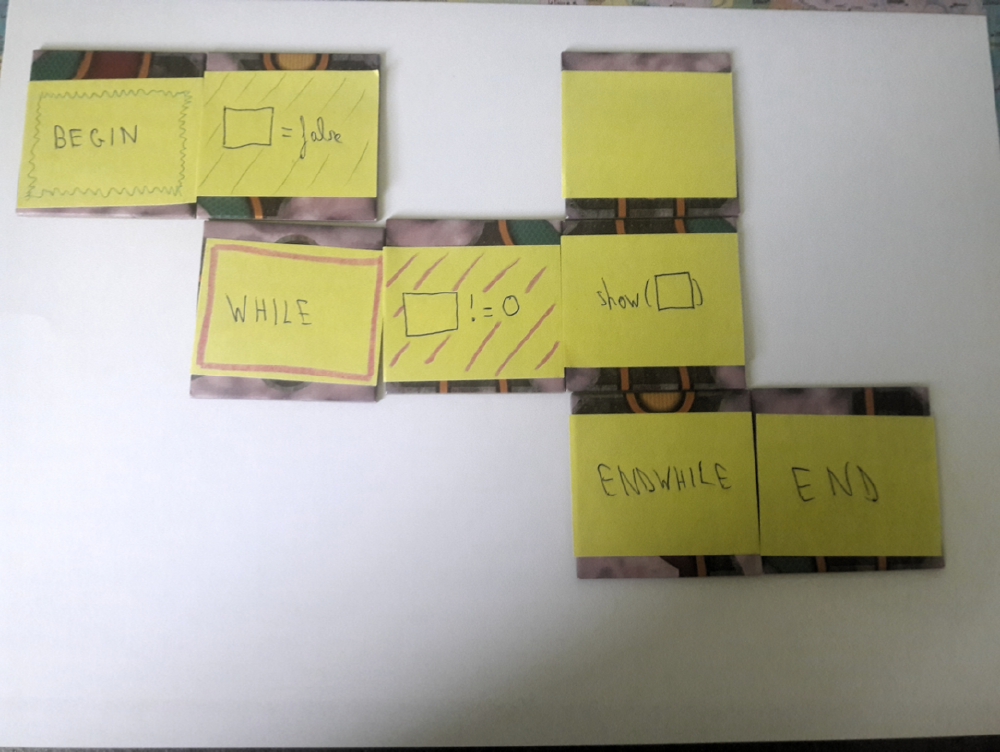 BEGIN
= false
WHILE
!= 0
show( )
ENDWHILE
END